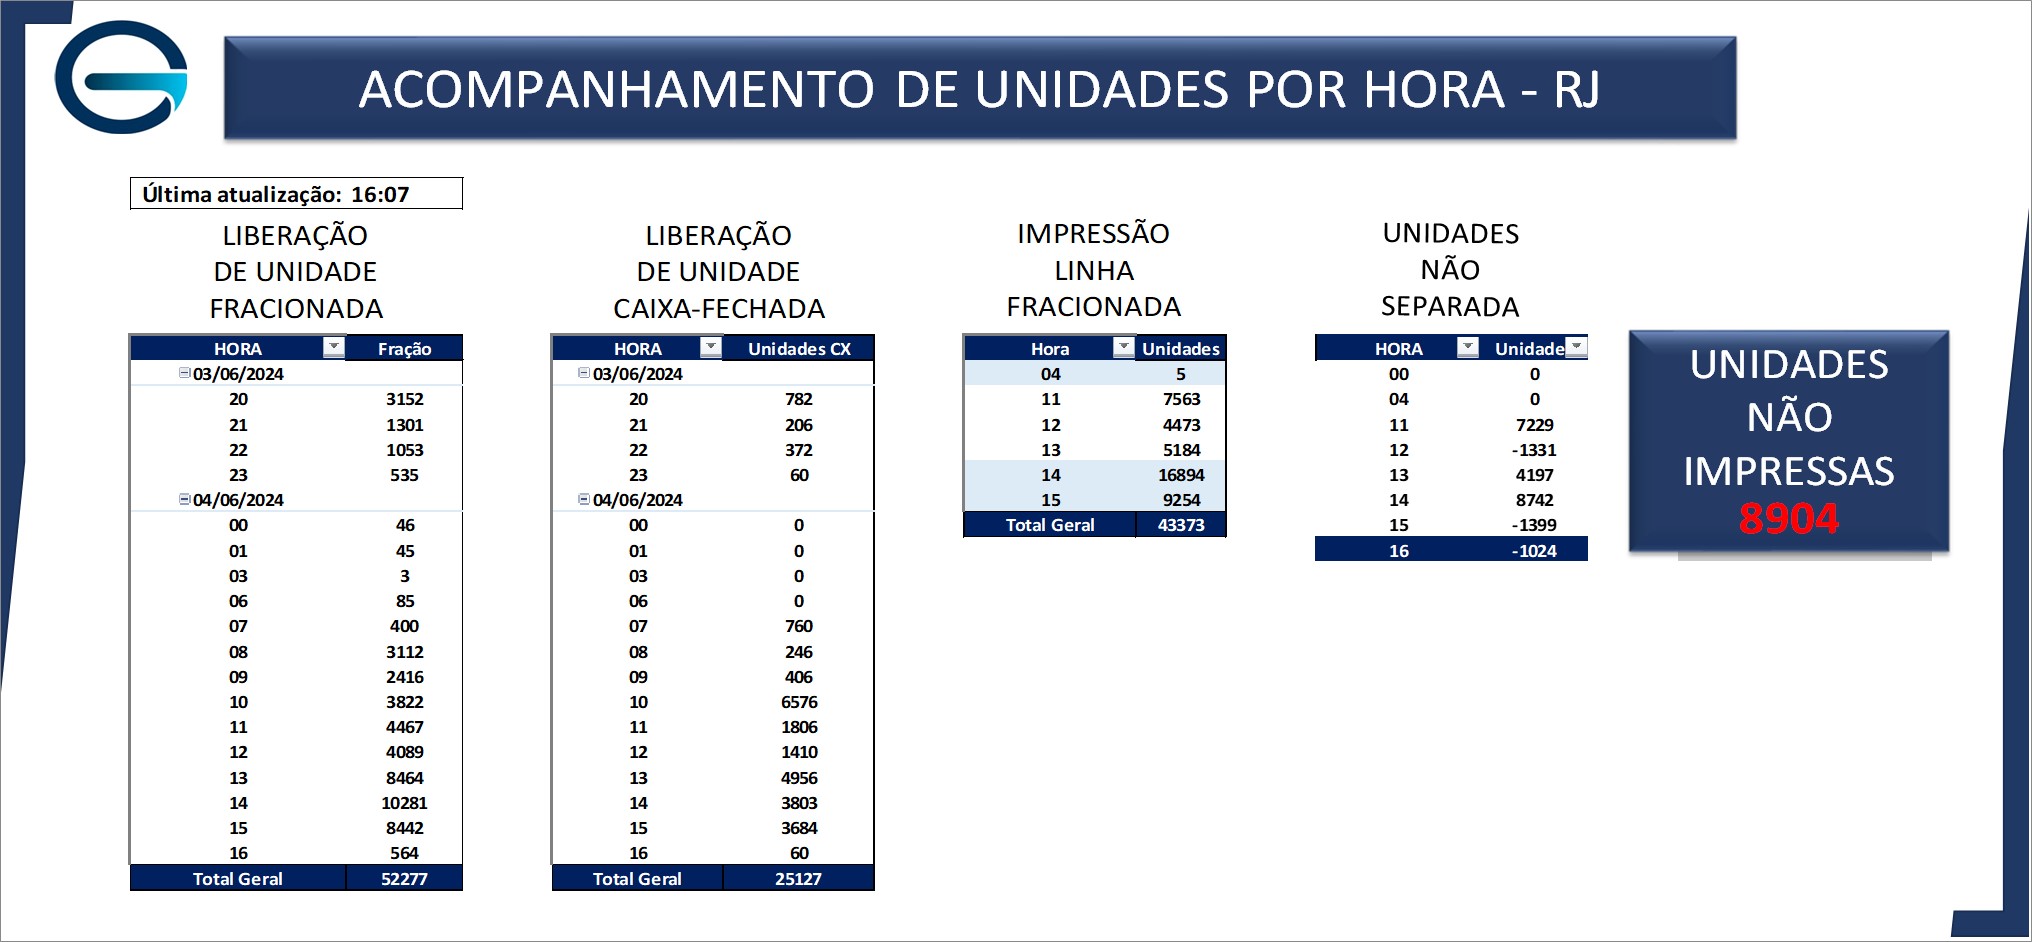 ACOMPANHAMENTO DE UNIDADES POR HORA - RJ
Última atualização: 16:07
LIBERAÇÃO
DE UNIDADE
FRACIONADA
HORA Fração
03/06/2024
20 3152
21 1301
22 1053
23 535
04/06/2024
00 46
01 45
03 3
06 85
07 400
08 3112
09 2416
10 3822
11 4467
12 4089
13 8464
14 10281
15 8442
16 564
Total Geral 52277
LIBERAÇÃO
DE UNIDADE
CAIXA-FECHADA
HORA Unidades CX
03/06/2024
20 782
21 206
22 372
23 60
04/06/2024
00 0
01 0
03 0
06 0
07 760
08 246
09 406
10 6576
11 1806
12 1410
13 4956
14 3803
15 3684
16 60
Total Geral 25127
IMPRESSÃO
LINHA
FRACIONADA
Hora Unidades
04 5
11 7563
12 4473
13 5184
14 16894
15 9254
Total Geral 43373
UNIDADES
NÃO
SEPARADA
HORA Unidade
00 0
04 0
11 7229
12 -1331
13 4197
14 8742
15 -1399
16 -1024
UNIDADES
NÃO
IMPRESSAS
8904